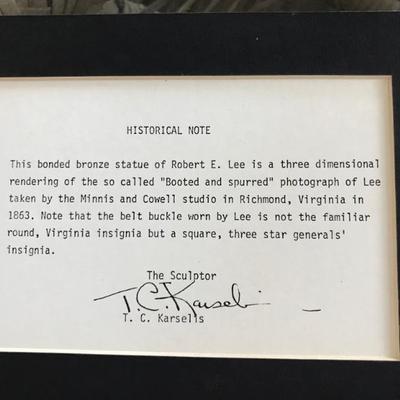 HISTORICAL NOTE
This bonded bronze statue of Robert E. Lee is a three dimensional
rendering of the so called "Booted and spurred" photograph of Lee
taken by the Minnis and Cowell studio in Richmond, Virginia in
1863. Note that the belt buckle worn by Lee is not the familiar
round, Virginia insignia but a square, three star generals'
insignia.
The Sculptor
T. C. Karsells
T. C. Karsells